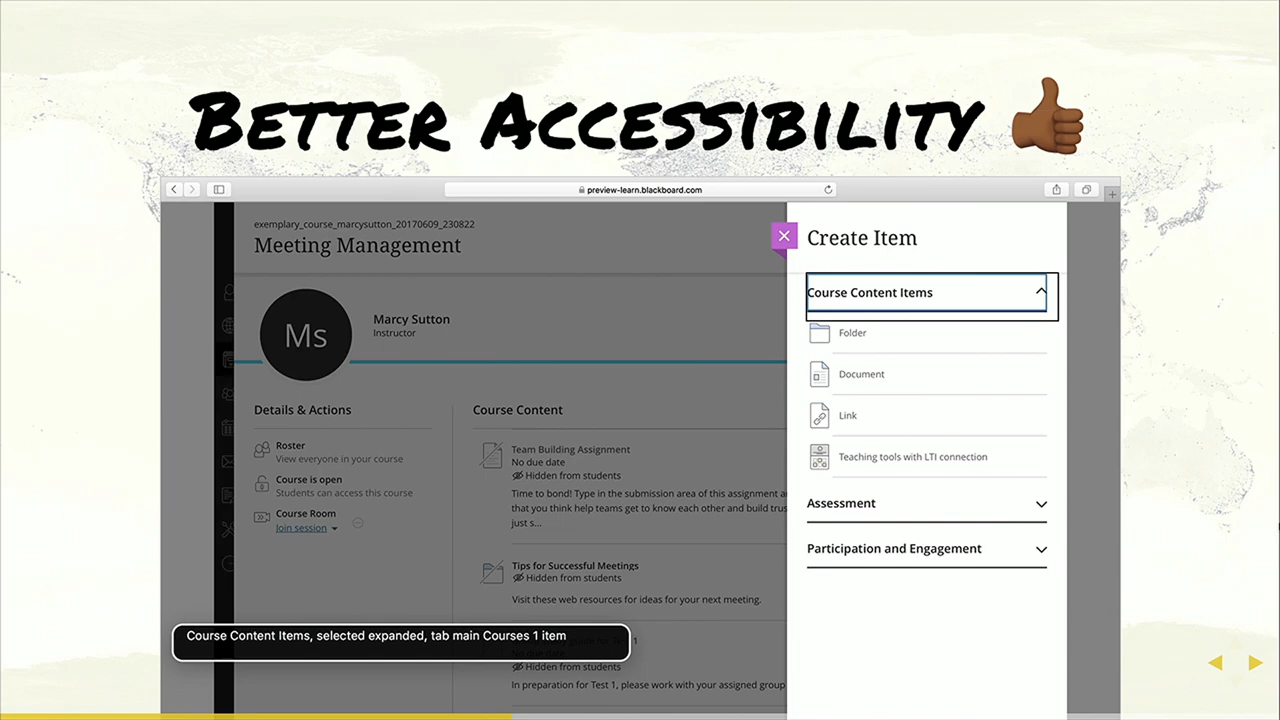 BETTER ACCESSIBILITY
preview-learn.blackboard.com
exemplary_course_marcysutton_20170609_230822
Meeting Management
Ms
Marcy Sutton
Instructor
Details & Actions
Roster
View everyone in your course
Course is open
Students can access this course
Course Room
Join session
Course Content
Team Building Assignment
No due date
Hidden from students
Time to bond! Type in the submission area of this assignment
that you think help teams get to know each other and build
just s...
Tips for Successful Meetings
Hidden from students
Visit these web resources for ideas for your next meeting.
1
No due date
Hidden from students
In preparation for Test 1, please work with your assigned group
Create Item
Course Content Items
Folder
Document
Link
Teaching tools with LTI connection
Assessment
Participation and Engagement
Course Content Items, selected expanded, tab main Courses 1 item